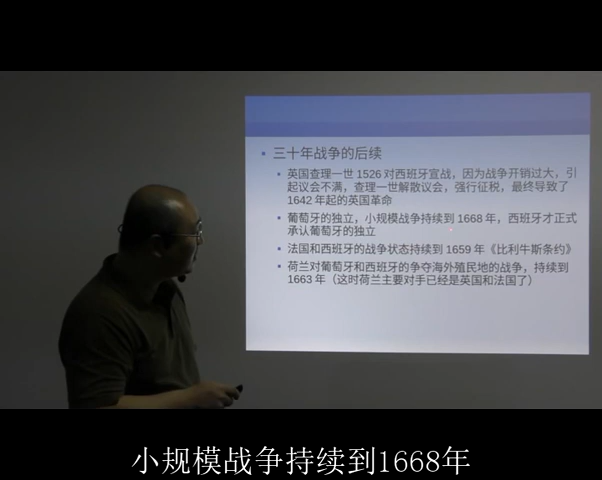 三十年战争的后续
英国查理一世 1526 对西班牙宣战，因为战争开销过大，引
起议会不满，查理一世解散议会，强行征税，最终导致了
1642 年起的英国革命
葡萄牙的独立，小规模战争持续到 1668 年，西班牙才正式
承认葡萄牙的独立
法国和西班牙的战争状态持续到 1659 年《比利牛斯条约》
荷兰对葡萄牙和西班牙的争夺海外殖民地的战争，持续到
1663 年（这时荷兰主要对手已经是英国和法国了）
小规模战争持续到1668年